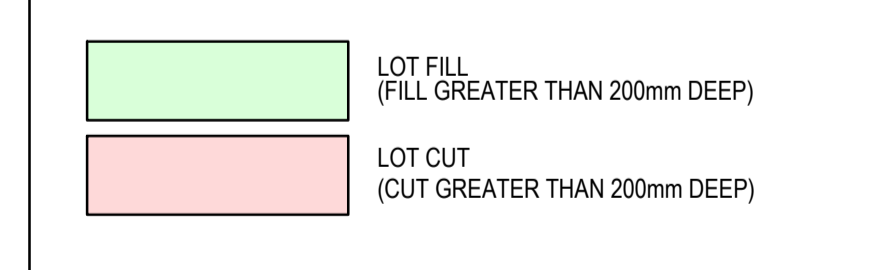 LOT FILL
(FILL GREATER THAN 200mm DEEP)
LOT CUT
(CUT GREATER THAN 200mm DEEP)